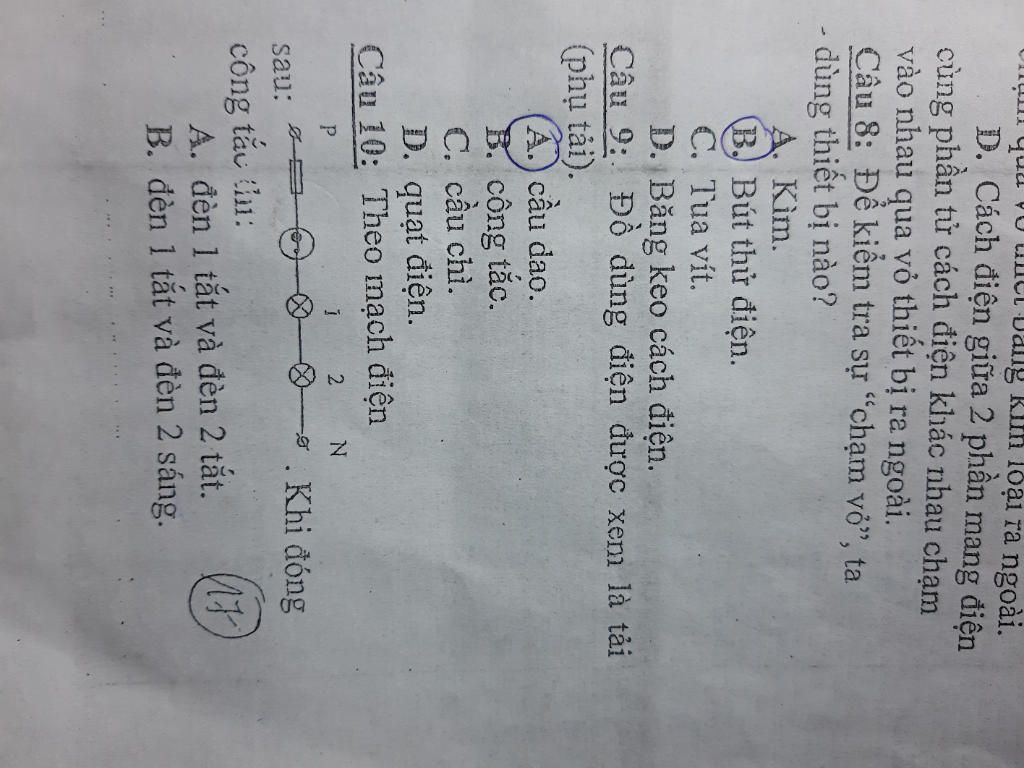 D. Cách điện giữa 2 phần mang điện
cùng phần tử cách điện khác nhau chạm
vào nhau qua vỏ thiết bị ra ngoài.
Câu 8: Để kiểm tra sự “chạm vỏ”, ta
- dùng thiết bị nào?
A. Kìm.
B. Bút thử điện.
C. Tua vít.
D. Băng keo cách điện.
Câu 9: Đồ dùng điện được xem là tải
(phụ tải).
A. cầu dao.
B. công tắc.
C. cầu chì.
D. quạt điện.
Câu 10: Theo mạch điện
P 1 2 N
sau: . Khi đóng
công tắc thì:
A. đèn 1 tắt và đèn 2 tắt.
B. đèn 1 tắt và đèn 2 sáng.